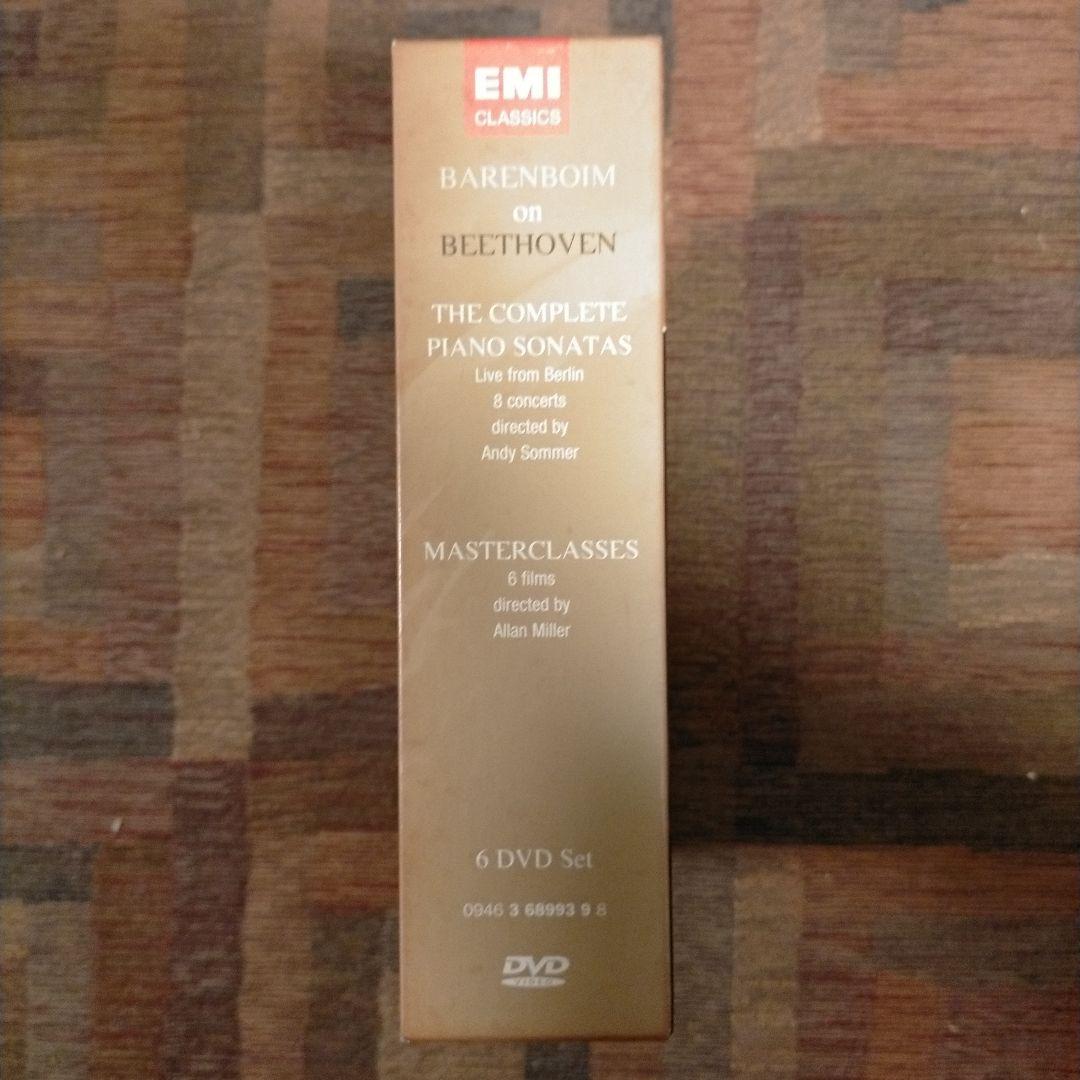 EMI
CLASSICS
BARENBOIM
on
BEETHOVEN
THE COMPLETE
PIANO SONATAS
Live from Berlin
8 concerts
directed by
Andy Sommer
MASTERCLASSES
6 films
directed by
Allan Miller
6 DVD Set
0946 3 68993 9 8
DVD
VIDEO